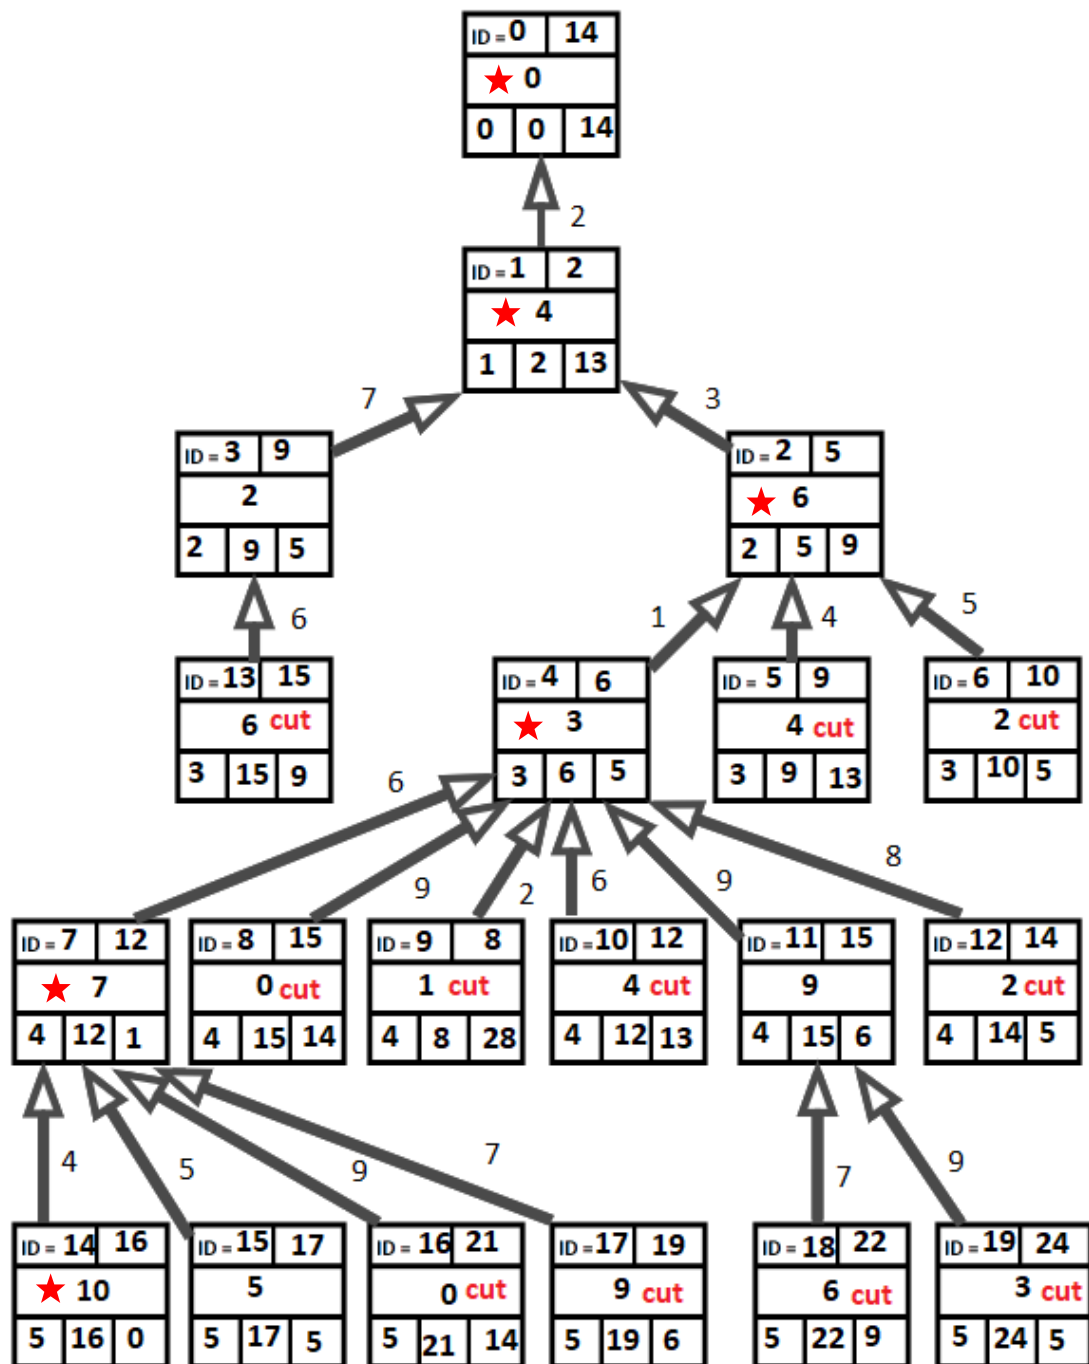 ID = 0 14
0
0 0 14
2
ID = 1 2
4
1 2 13
7 3
ID = 3 9
2
2 9 5
ID = 2 5
6
2 5 9
6 1 4 5
ID = 13 15
6 cut
3 15 9
ID = 4 6
3
3 6 5
ID = 5 9
4 cut
3 9 13
ID = 6 10
2 cut
3 10 5
6 9 2 6 9 8
ID = 7 12
7
4 12 1
ID = 8 15
0 cut
4 15 14
ID = 9 8
1 cut
4 8 28
ID = 10 12
4 cut
4 12 13
ID = 11 15
9
4 15 6
ID = 12 14
2 cut
4 14 5
4 5 9 7 7 9
ID = 14 16
10
5 16 0
ID = 15 17
5
5 17 5
ID = 16 21
0 cut
5 21 14
ID = 17 19
9 cut
5 19 6
ID = 18 22
6 cut
5 22 9
ID = 19 24
3 cut
5 24 5